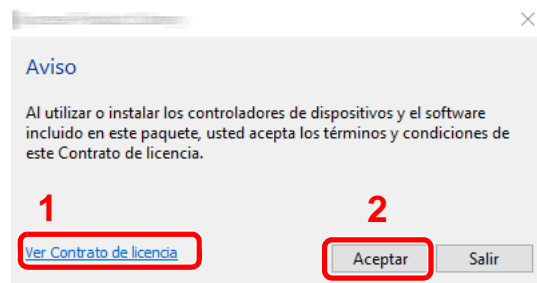 Aviso
Al utilizar o instalar los controladores de dispositivos y el software
incluido en este paquete, usted acepta los términos y condiciones de
este Contrato de licencia.
1
2
Ver Contrato de licencia
Aceptar
Salir